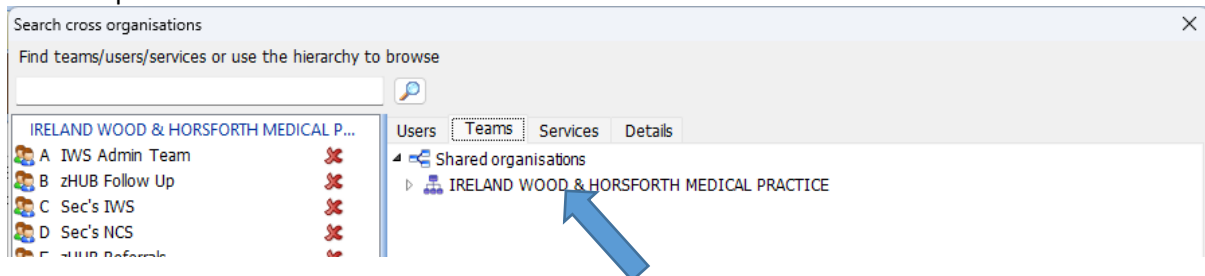 Search cross organisations
Find teams/users/services or use the hierarchy to browse
IRELAND WOOD & HORSFORTH MEDICAL P...
A IWS Admin Team
B zHUB Follow Up
C Sec's IWS
D Sec's NCS
Users Teams Services Details
Shared organisations
IRELAND WOOD & HORSFORTH MEDICAL PRACTICE